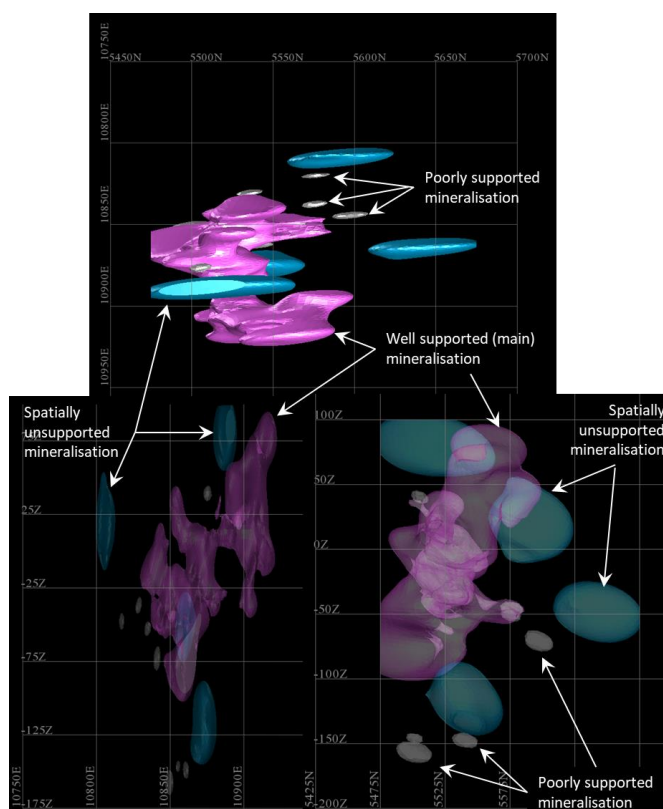 5450N
5500N
5550N
5600N
5650N
5700N
10750E
10800E
10850E
10900E
10950E
Poorly supported
mineralisation
Well supported (main)
mineralisation
Spatially
unsupported
mineralisation
25Z
-25Z
-75Z
-125Z
-175Z
10750E
10800E
10850E
10900E
Spatially
unsupported
mineralisation
100Z
50Z
0Z
-50Z
-100Z
-150Z
-200Z
5425N
5475N
5525N
5575N
Poorly supported
mineralisation